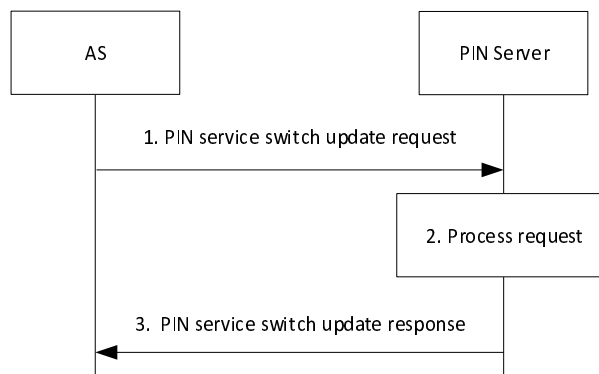 AS
PIN Server
1. PIN service switch update request
2. Process request
3. PIN service switch update response